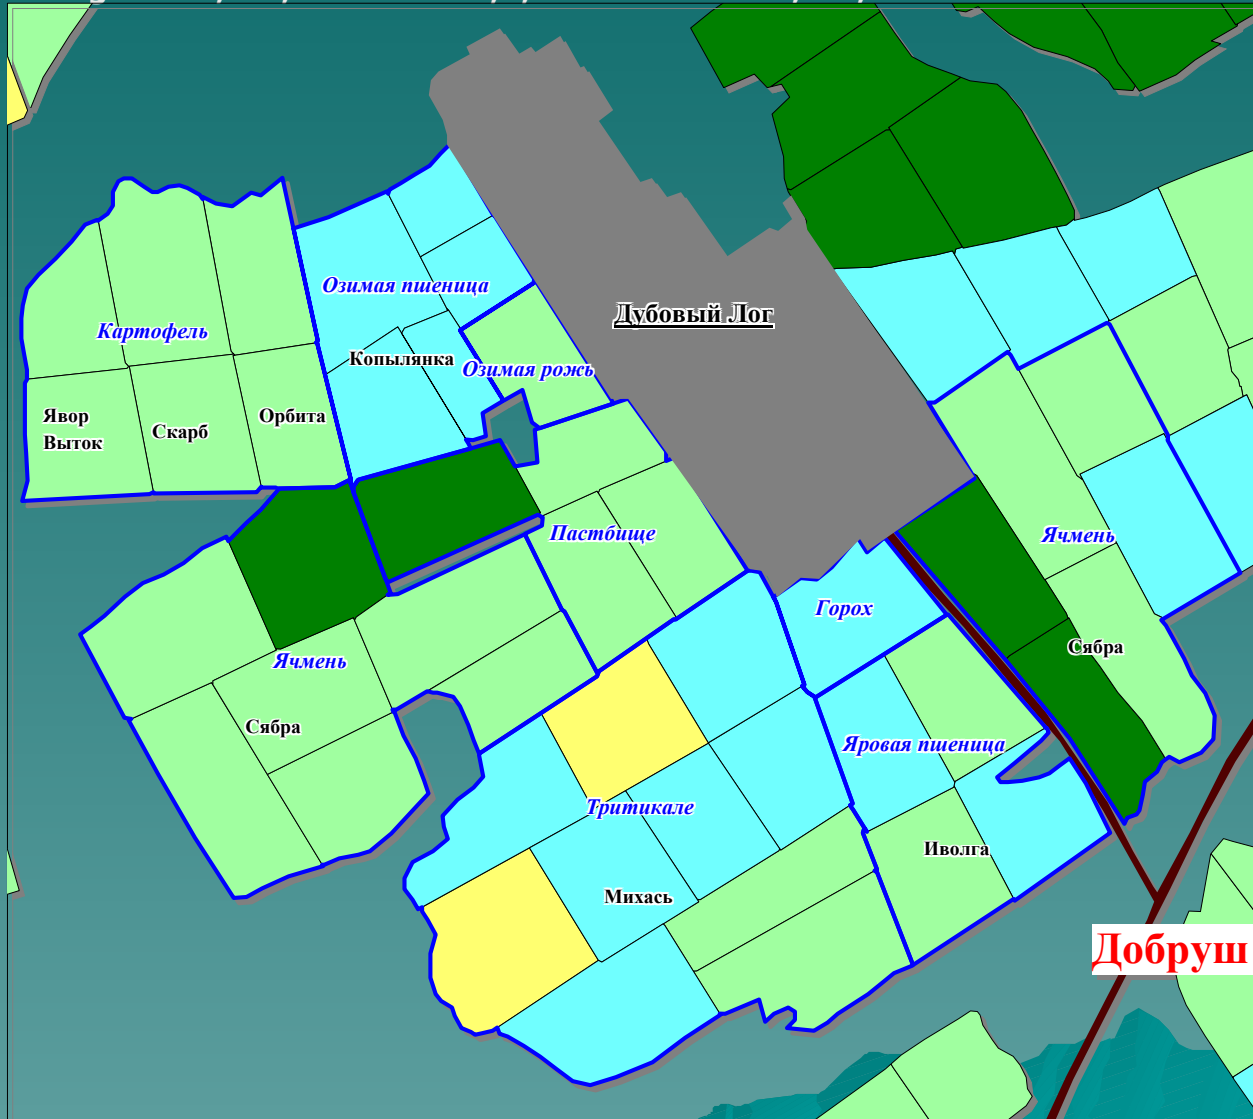 Озимая пшеница
Дубовый Лог
Картофель
Копылянка
Озимая рожь
Явор
Выток
Скарб
Орбита
Пастбище
Ячмень
Горох
Сябра
Ячмень
Сябра
Яровая пшеница
Тритикале
Иволга
Михась
Добруш